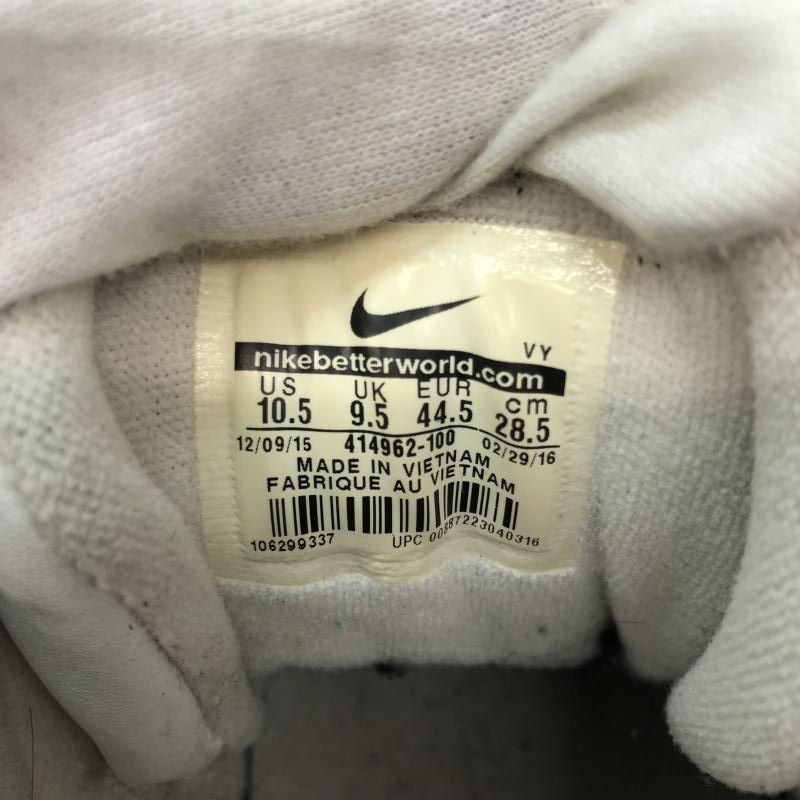 VY
nikebetterworld.com
US UK EUR cm
10.5 9.5 44.5 28.5
12/09/15 414962-100 02/29/16
MADE IN VIETNAM
FABRIQUE AU VIETNAM
106299337 UPC 00887223040316